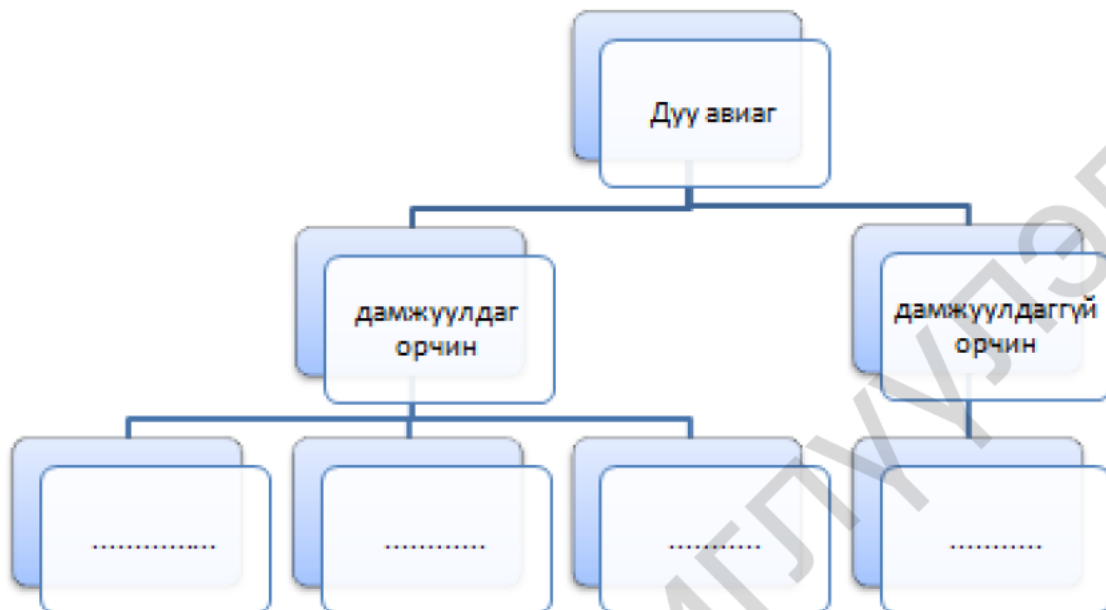 Дуу авиаг
дамжуулдаг
орчин
дамжуулдаггүй
орчин
...............
............
...........
...........